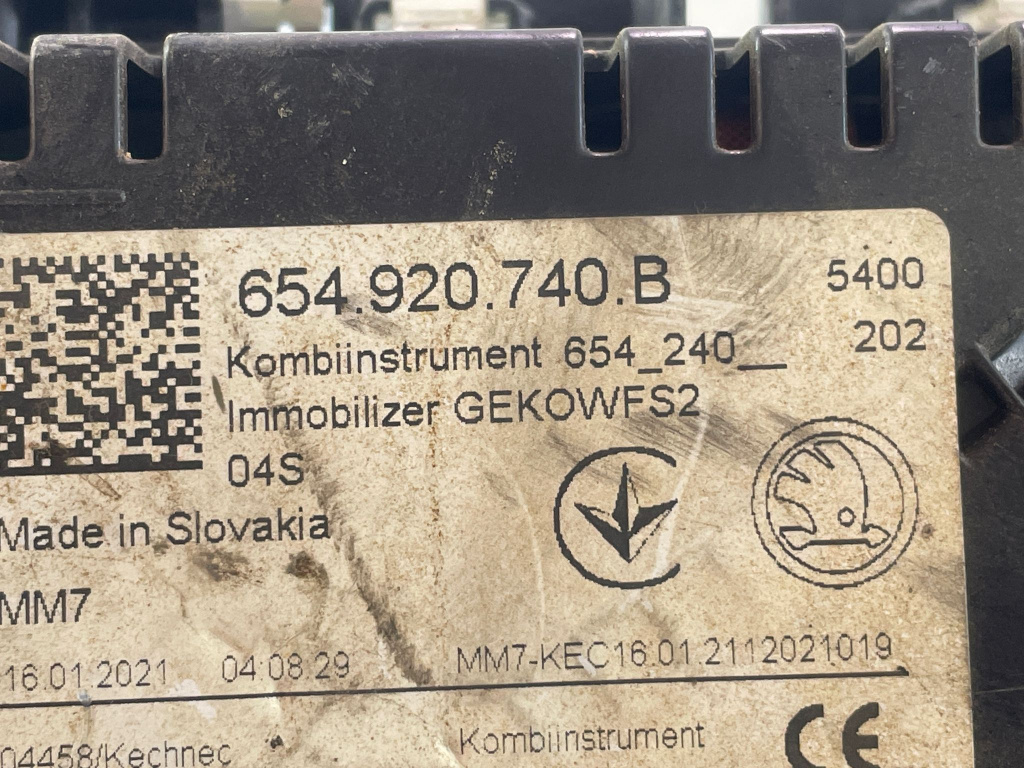 654.920.740.B 5400
Kombiinstrument 654_240__ 202
Immobilizer GEKOWFS2
04S
Made in Slovakia
MM7
16.01.2021 04:08:29 MM7-KEC16.01.2112021019
04458/Kechnec Kombiinstrument CE